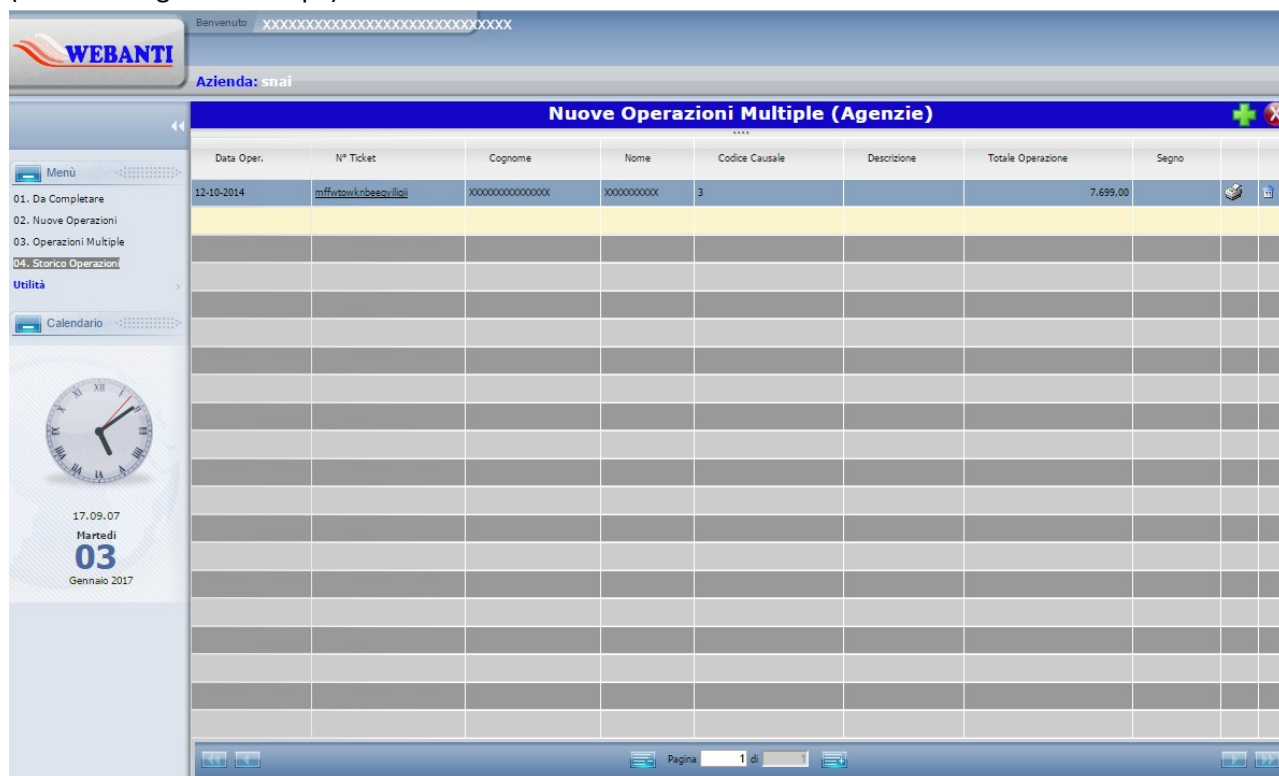 Benvenuto XXXXXXXXXXXXXXXXXXXXXXXXXXXXX
WEBANTI
Azienda: snai
Nuove Operazioni Multiple (Agenzie)
Data Oper. N° Ticket Cognome Nome Codice Causale Descrizione Totale Operazione Segno
12-10-2014 mffwtowknbeeqyiligii XXXXXXXXXXXXXXX XXXXXXXXXX 3 7.699,00
Menù
01. Da Completare
02. Nuove Operazioni
03. Operazioni Multiple
04. Storico Operazioni
Utilità
Calendario
17.09.07
Martedì
03
Gennaio 2017
Pagina 1 di 1